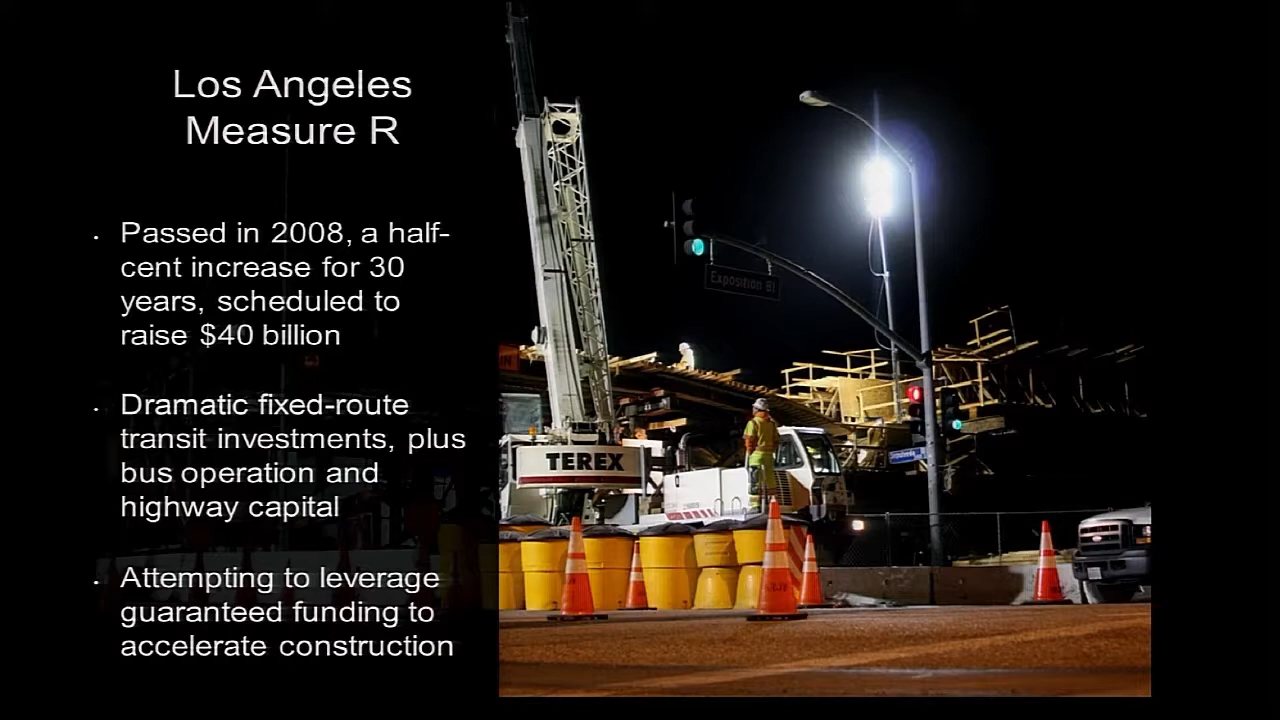 Los Angeles
Measure R
• Passed in 2008, a half-
cent increase for 30
years, scheduled to
raise $40 billion
• Dramatic fixed-route
transit investments, plus
bus operation and
highway capital
• Attempting to leverage
guaranteed funding to
accelerate construction
Exposition Bl
TEREX